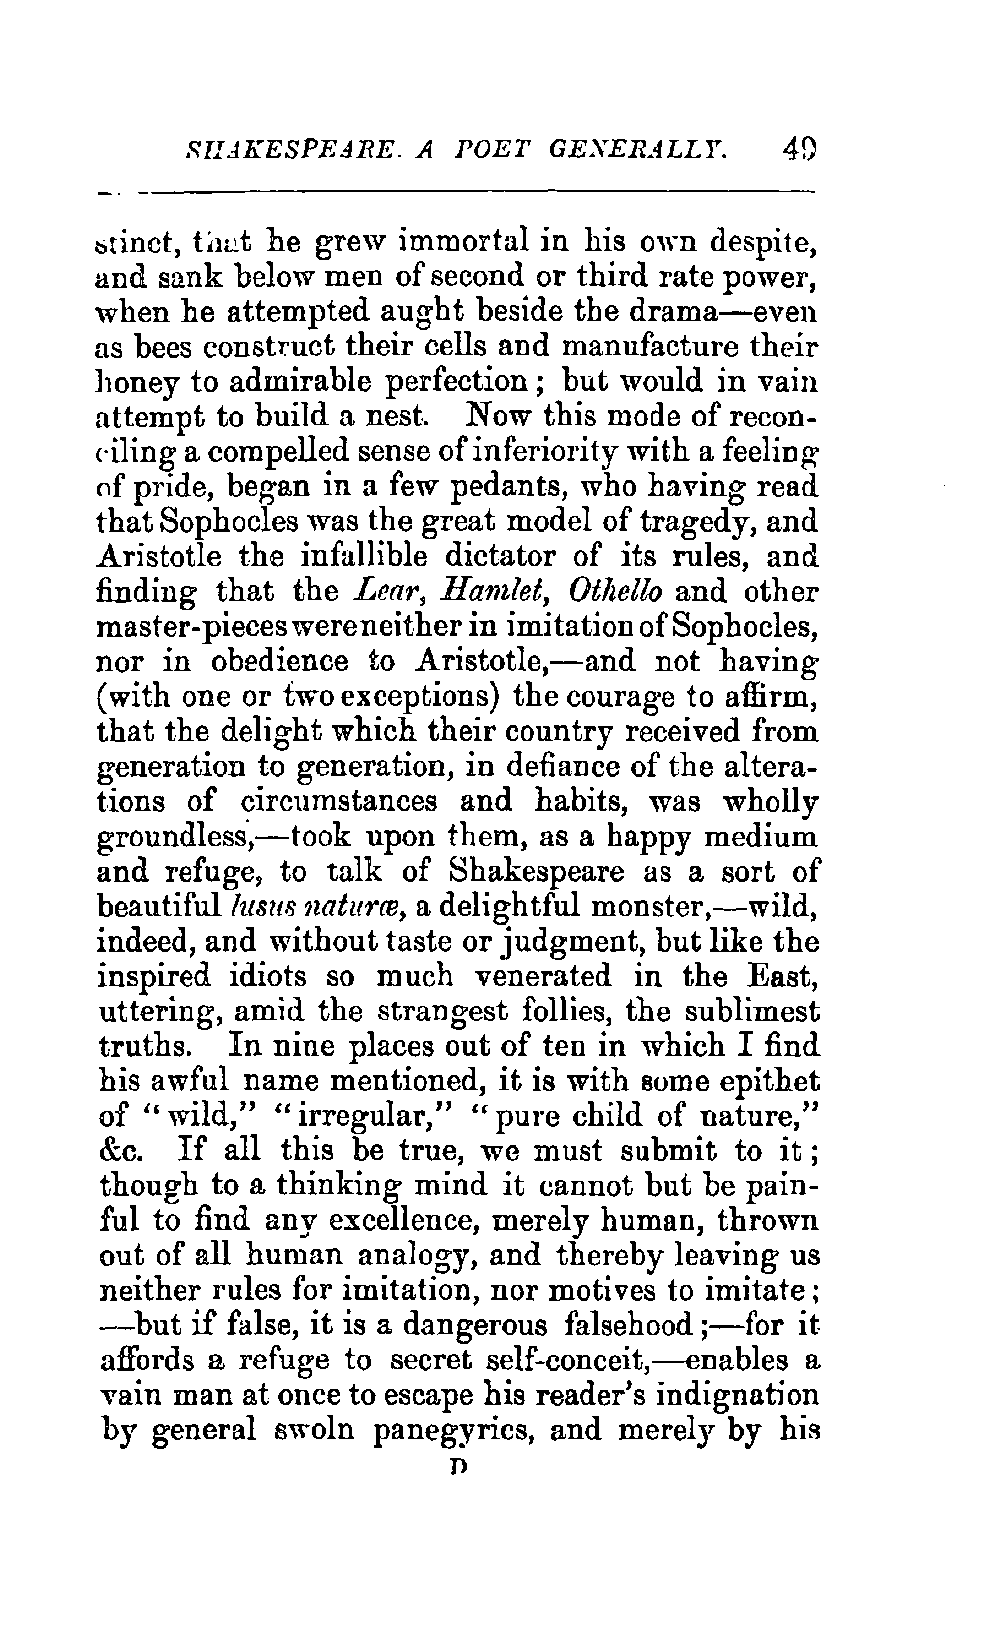 SHAKESPEARE. A POET GENERALLY. 49
stinct, that he grew immortal in his own despite,
and sank below men of second or third rate power,
when he attempted aught beside the drama—even
as bees construct their cells and manufacture their
honey to admirable perfection; but would in vain
attempt to build a nest. Now this mode of recon-
ciling a compelled sense of inferiority with a feeling
of pride, began in a few pedants, who having read
that Sophocles was the great model of tragedy, and
Aristotle the infallible dictator of its rules, and
finding that the Lear, Hamlet, Othello and other
master-pieces were neither in imitation of Sophocles,
nor in obedience to Aristotle,—and not having
(with one or two exceptions) the courage to affirm,
that the delight which their country received from
generation to generation, in defiance of the altera-
tions of circumstances and habits, was wholly
groundless,—took upon them, as a happy medium
and refuge, to talk of Shakespeare as a sort of
beautiful lusus naturæ, a delightful monster,—wild,
indeed, and without taste or judgment, but like the
inspired idiots so much venerated in the East,
uttering, amid the strangest follies, the sublimest
truths. In nine places out of ten in which I find
his awful name mentioned, it is with some epithet
of “wild,” “irregular,” “pure child of nature,”
&c. If all this be true, we must submit to it;
though to a thinking mind it cannot but be pain-
ful to find any excellence, merely human, thrown
out of all human analogy, and thereby leaving us
neither rules for imitation, nor motives to imitate;
—but if false, it is a dangerous falsehood;—for it
affords a refuge to secret self-conceit,—enables a
vain man at once to escape his reader's indignation
by general swoln panegyrics, and merely by his
D